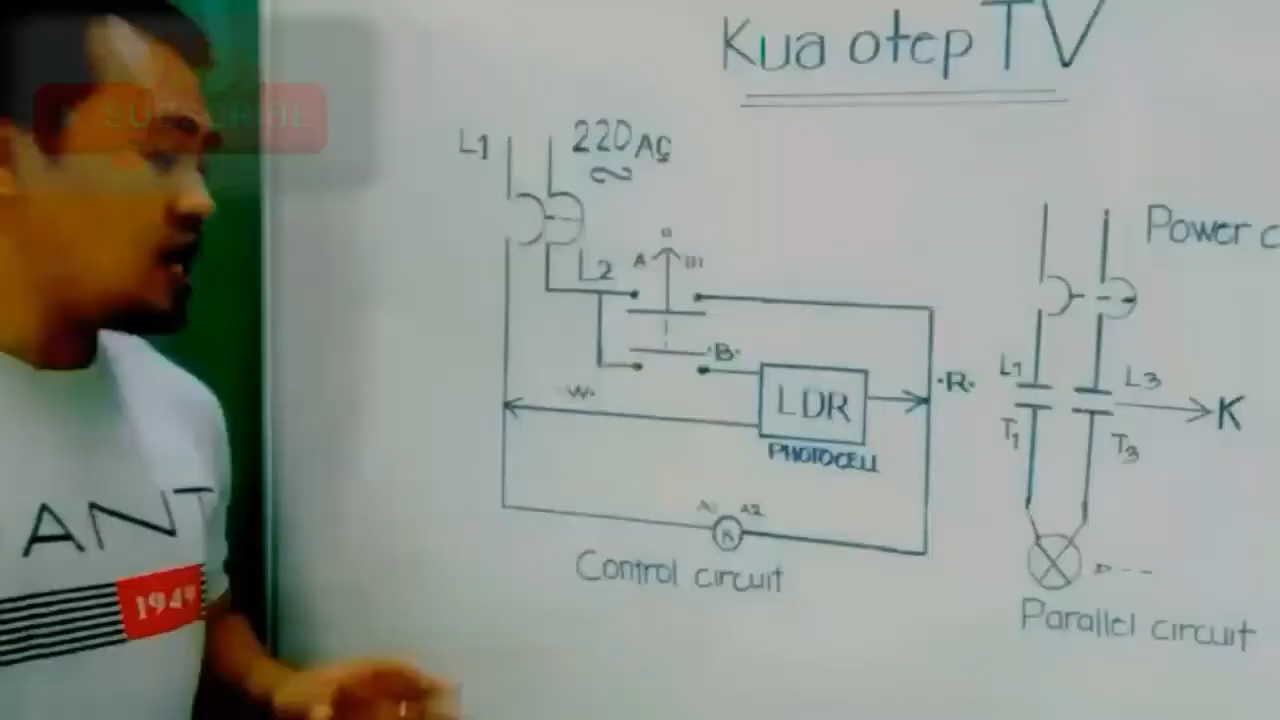 Kua otep TV
SUBSCRIBE
L1
220 AC
~
L2
A
B1
Power c
·B·
LDR
PHOTOCELL
·W·
·R·
L1
L3
K
T1
T3
A1
A2
K
Control circuit
Parallel circuit
ANT
1949